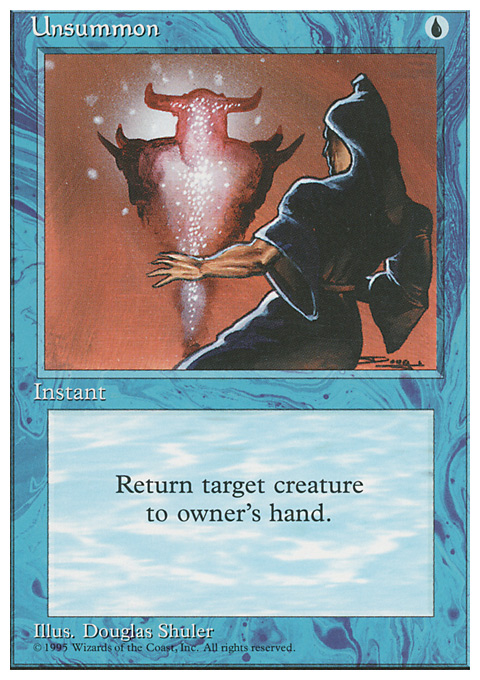 Unsummon
Instant
Return target creature
to owner's hand.
Illus. Douglas Shuler
© 1995 Wizards of the Coast, Inc. All rights reserved.